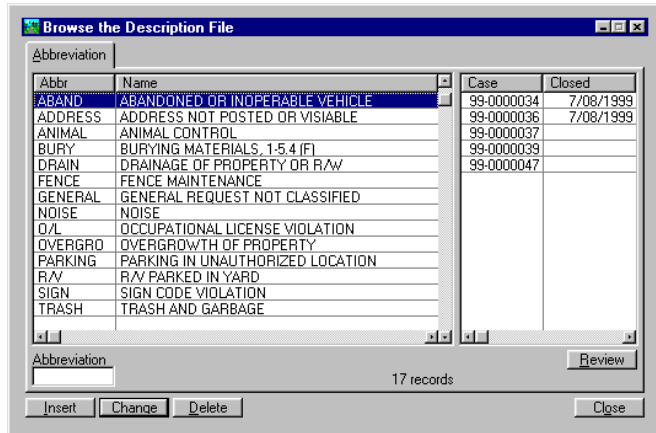 Browse the Description File
Abbreviation
Abbr Name
ABAND ABANDONED OR INOPERABLE VEHICLE
ADDRESS ADDRESS NOT POSTED OR VISIABLE
ANIMAL ANIMAL CONTROL
BURY BURYING MATERIALS, 1-5.4 (F)
DRAIN DRAINAGE OF PROPERTY OR R/W
FENCE FENCE MAINTENANCE
GENERAL GENERAL REQUEST NOT CLASSIFIED
NOISE NOISE
O/L OCCUPATIONAL LICENSE VIOLATION
OVERGRO OVERGROWTH OF PROPERTY
PARKING PARKING IN UNAUTHORIZED LOCATION
R/V R/V PARKED IN YARD
SIGN SIGN CODE VIOLATION
TRASH TRASH AND GARBAGE
Case Closed
99-0000034 7/08/1999
99-0000036 7/08/1999
99-0000037
99-0000039
99-0000047
Abbreviation
17 records
Review
Insert Change Delete Close